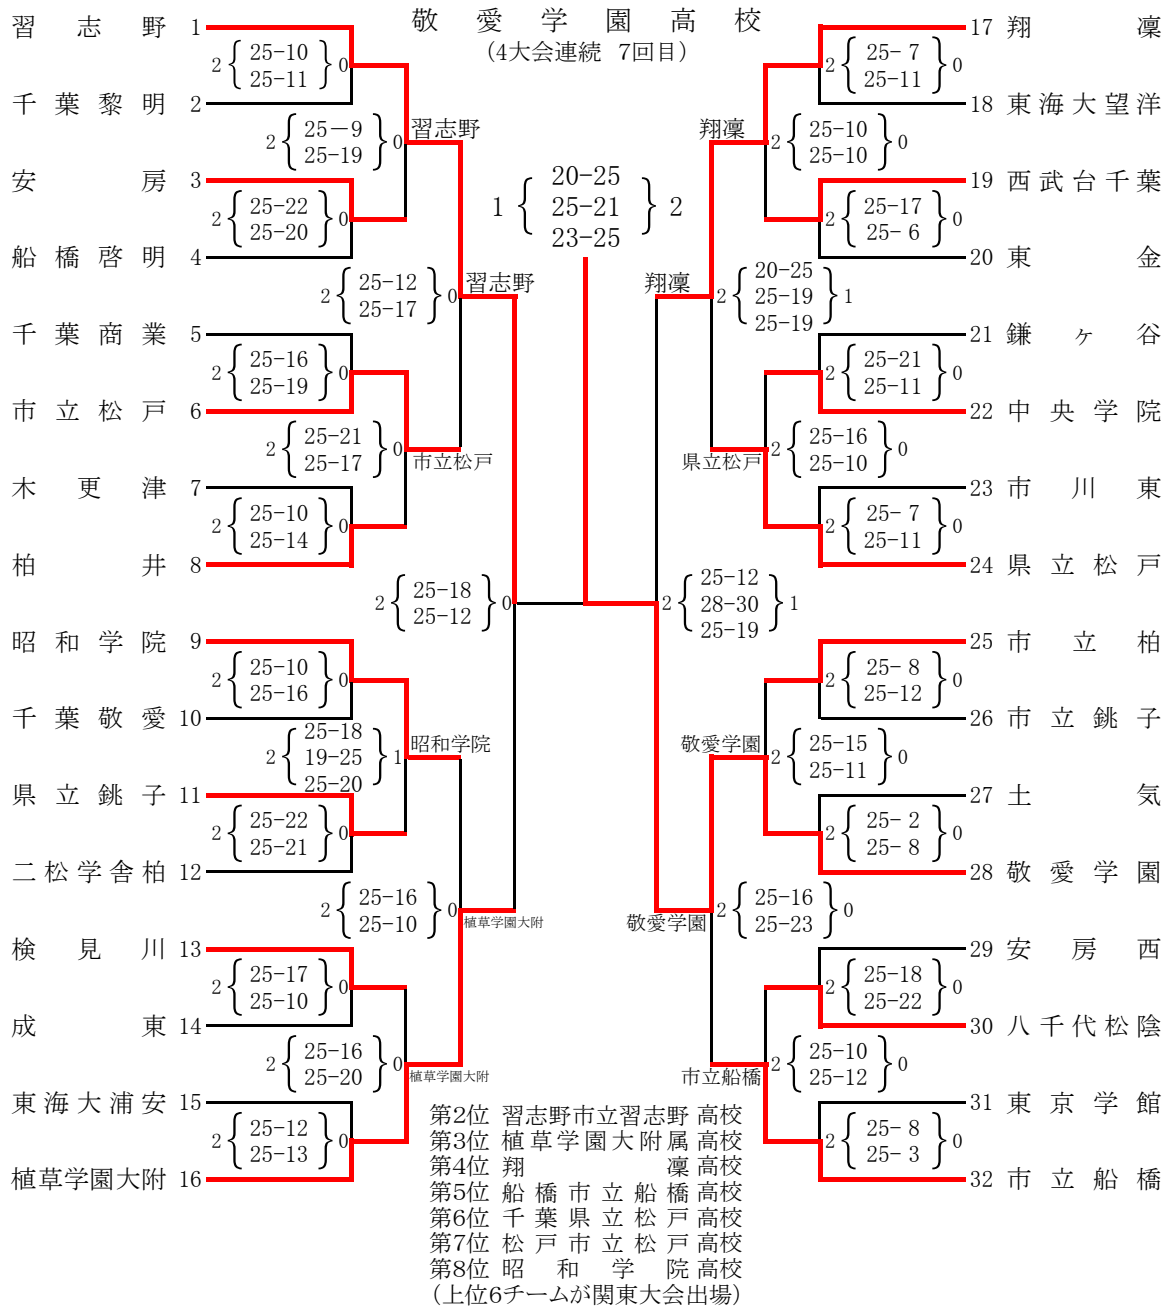 敬愛学園高校
(4大会連続 7回目)
習志野 1
2 25-10 0
25-11
千葉黎明 2
2 25-9 0
25-19
習志野
安房 3
2 25-22 0
25-20
船橋啓明 4
2 25-12 0
25-17
習志野
千葉商業 5
2 25-16 0
25-19
市立松戸 6
2 25-21 0
25-17
市立松戸
木更津 7
2 25-10 0
25-14
柏井 8
2 25-18 0
25-12
昭和学院 9
2 25-10 0
25-16
千葉敬愛 10
2 25-18 1
19-25
25-20
昭和学院
県立銚子 11
2 25-22 0
25-21
二松学舎柏 12
2 25-16 0
25-10
植草学園大附
検見川 13
2 25-17 0
25-10
成東 14
2 25-16 0
25-20
植草学園大附
東海大浦安 15
2 25-12 0
25-13
植草学園大附 16
20-25
1 25-21 2
23-25
17 翔凜
2 25-7 0
25-11
18 東海大望洋
翔凜
2 25-10 0
25-10
19 西武台千葉
2 25-17 0
25-6
20 東金
翔凜
2 20-25 1
25-19
25-19
21 鎌ヶ谷
2 25-21 0
25-11
22 中央学院
県立松戸
2 25-16 0
25-10
23 市川東
2 25-7 0
25-11
24 県立松戸
2 25-12 1
28-30
25-19
25 市立柏
2 25-8 0
25-12
26 市立銚子
敬愛学園
2 25-15 0
25-11
27 土気
2 25-2 0
25-8
28 敬愛学園
敬愛学園
2 25-16 0
25-23
29 安房西
2 25-18 0
25-22
30 八千代松陰
市立船橋
2 25-10 0
25-12
31 東京学館
2 25-8 0
25-3
32 市立船橋
第2位 習志野市立習志野 高校
第3位 植草学園大附属 高校
第4位 翔凜 高校
第5位 船橋市立船橋 高校
第6位 千葉県立松戸 高校
第7位 松戸市立松戸 高校
第8位 昭和学院 高校
(上位6チームが関東大会出場)